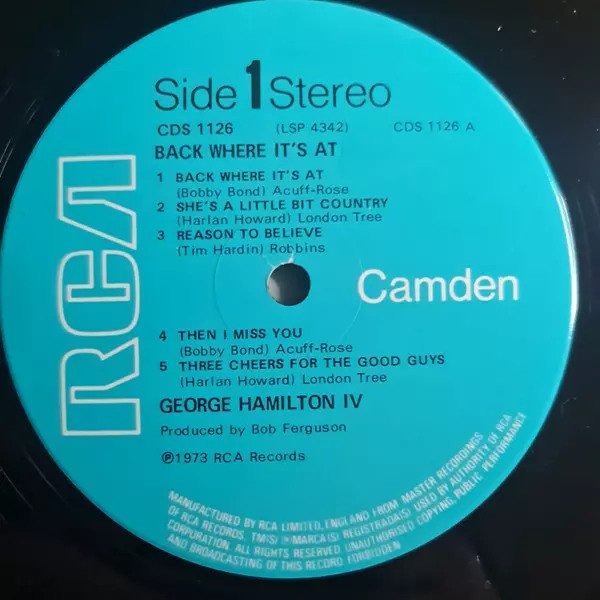 Side 1 Stereo
CDS 1126 (LSP 4342) CDS 1126 A
BACK WHERE IT'S AT
1 BACK WHERE IT'S AT
(Bobby Bond) Acuff-Rose
2 SHE'S A LITTLE BIT COUNTRY
(Harlan Howard) London Tree
3 REASON TO BELIEVE
(Tim Hardin) Robbins
RCA
Camden
4 THEN I MISS YOU
(Bobby Bond) Acuff-Rose
5 THREE CHEERS FOR THE GOOD GUYS
(Harlan Howard) London Tree
GEORGE HAMILTON IV
Produced by Bob Ferguson
℗1973 RCA Records
MANUFACTURED BY RCA LIMITED, ENGLAND FROM MASTER RECORDINGS
OF RCA RECORDS. TM(S) ® MARCA(S) REGISTRADA(S) USED BY AUTHORITY OF RCA
CORPORATION. ALL RIGHTS RESERVED UNAUTHORISED COPYING, PUBLIC PERFORMANCE
AND BROADCASTING OF THIS RECORD FORBIDDEN